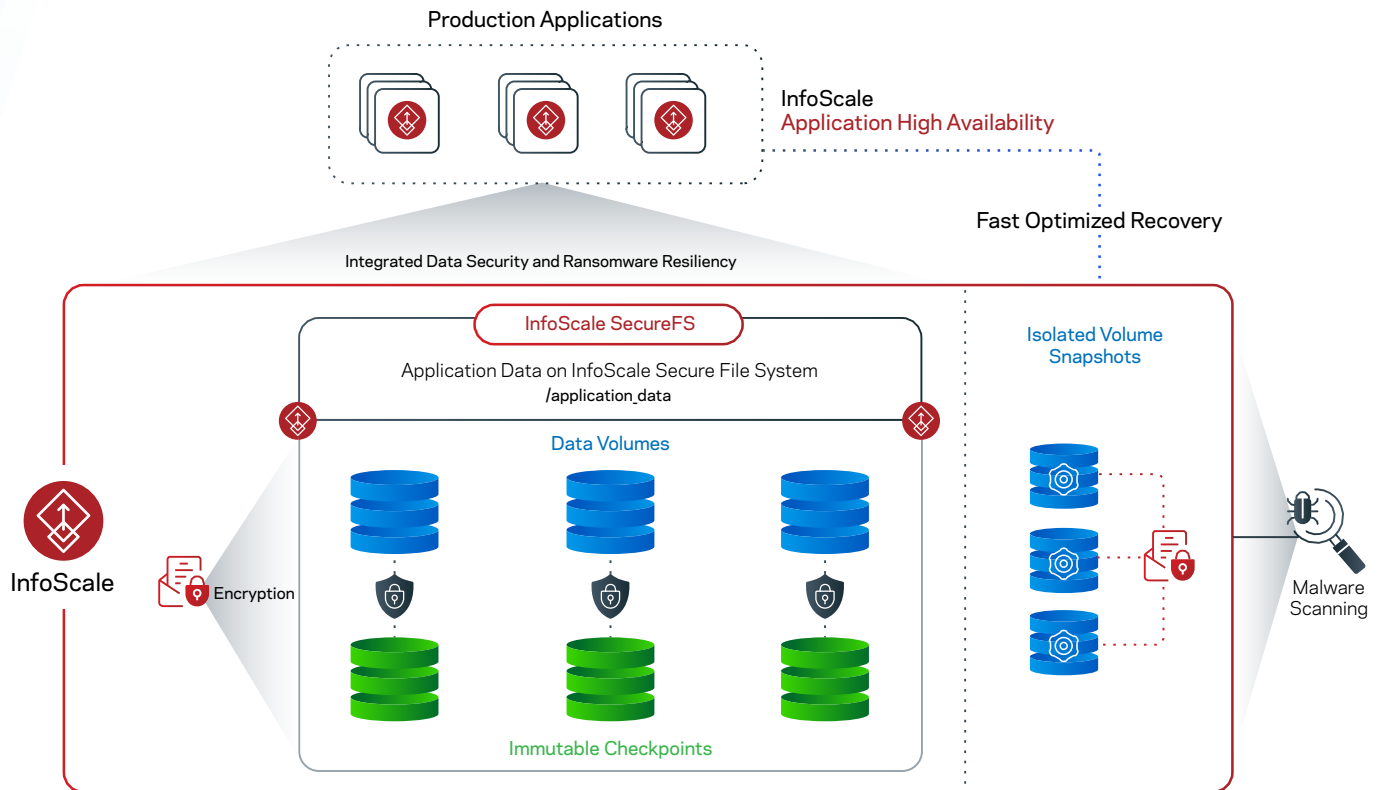 Production Applications
InfoScale
Application High Availability
Fast Optimized Recovery
Integrated Data Security and Ransomware Resiliency
InfoScale SecureFS
Application Data on InfoScale Secure File System
/application_data
Isolated Volume
Snapshots
Data Volumes
InfoScale
Encryption
Malware
Scanning
Immutable Checkpoints